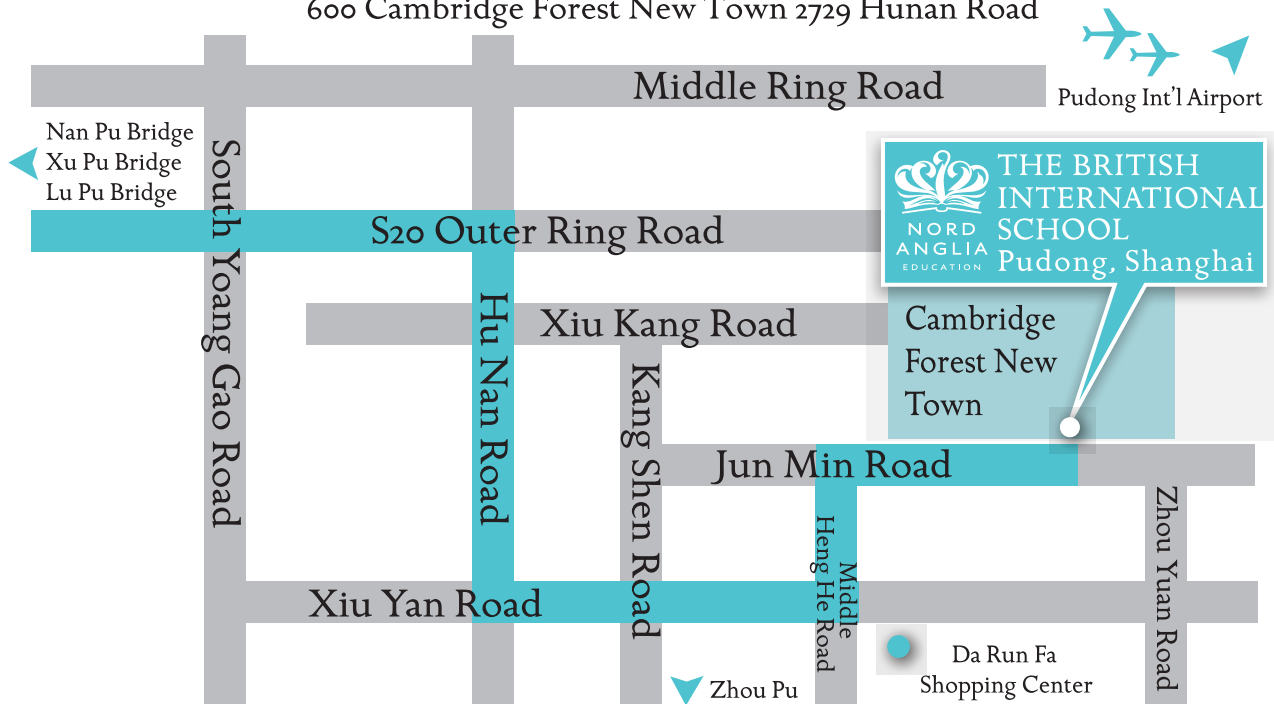 600 Cambridge Forest New Town 2729 Hunan Road
Middle Ring Road
Pudong Int'l Airport
Nan Pu Bridge
Xu Pu Bridge
Lu Pu Bridge
South Yoang Gao Road
S20 Outer Ring Road
NORD
ANGLIA
EDUCATION
THE BRITISH
INTERNATIONAL
SCHOOL
Pudong, Shanghai
Hu Nan Road
Xiu Kang Road
Cambridge
Forest New
Town
Kang Shen Road
Jun Min Road
Middle
Heng He Road
Zhou Yuan Road
Xiu Yan Road
Da Run Fa
Shopping Center
Zhou Pu